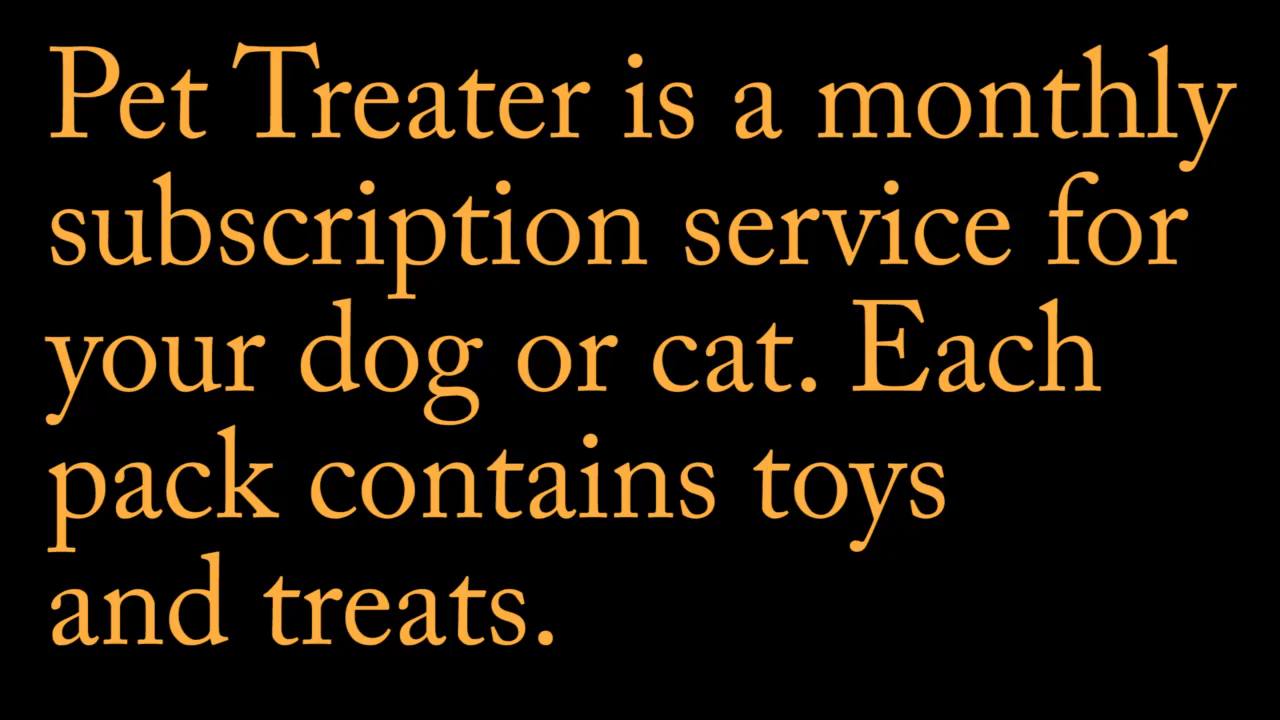 Pet Treater is a monthly
subscription service for
your dog or cat. Each
pack contains toys
and treats.